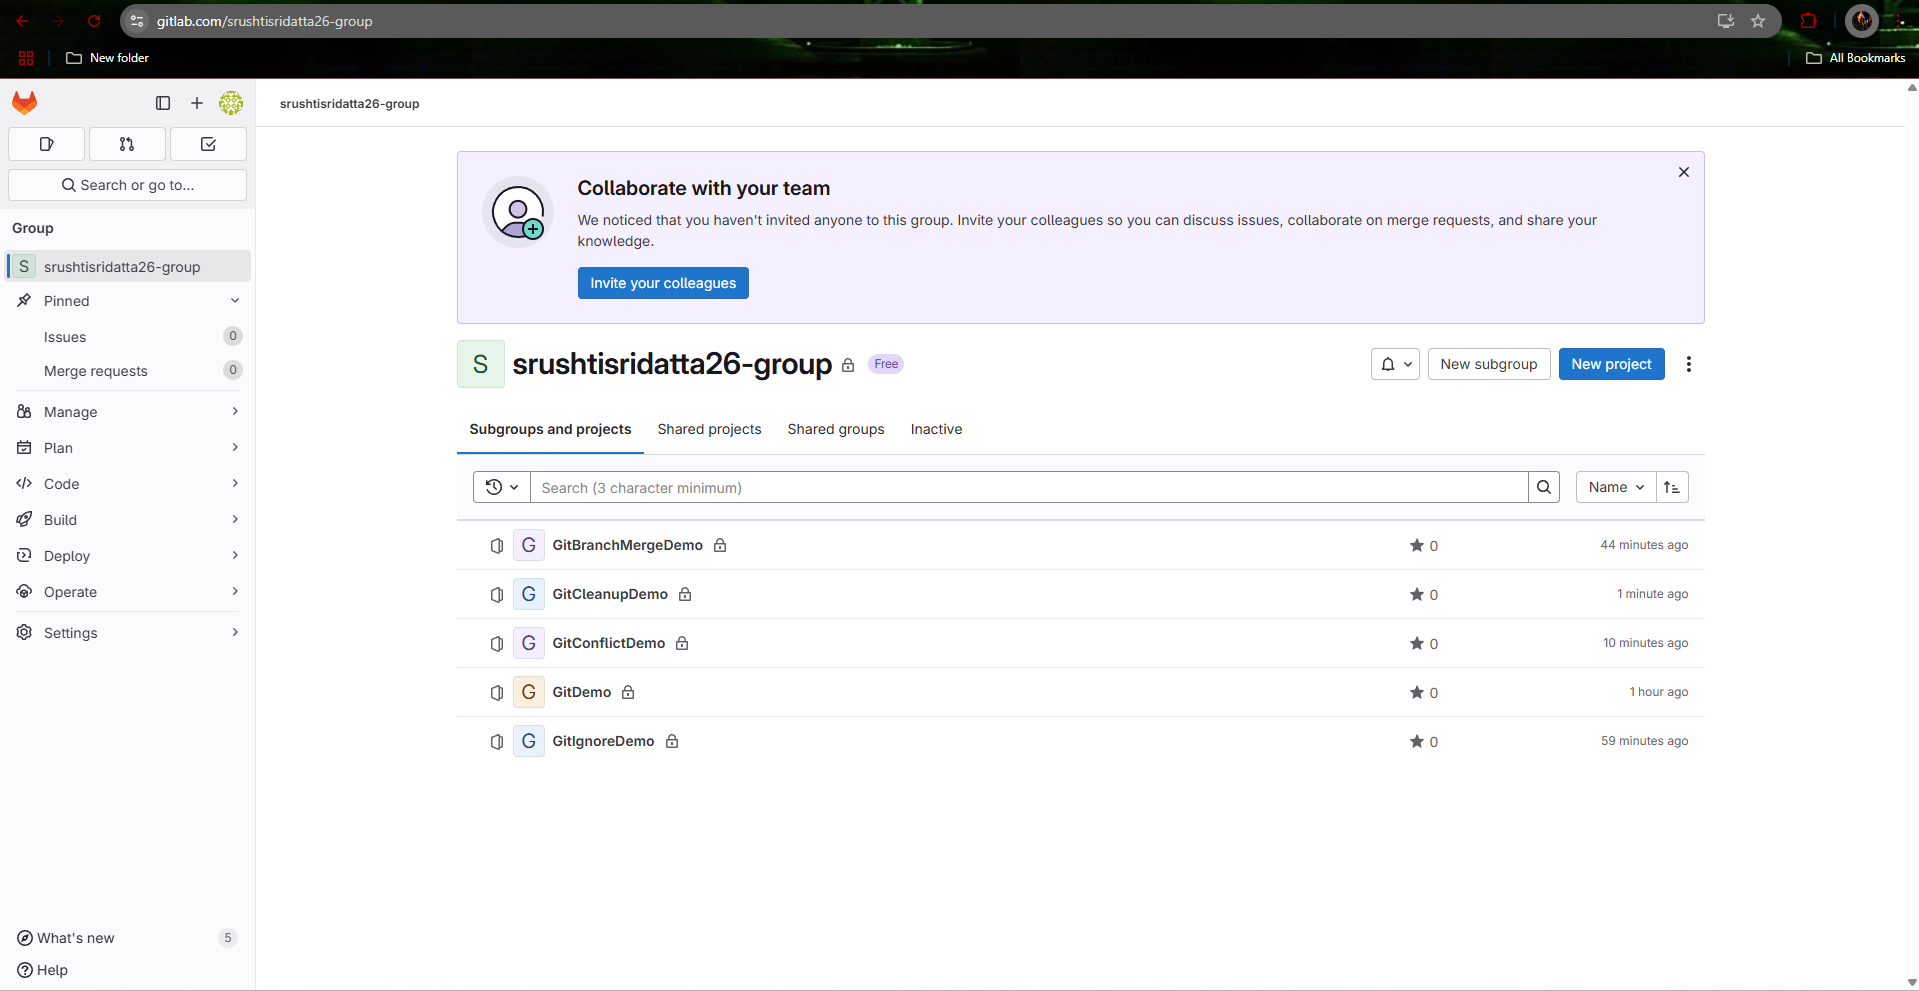 gitlab.com/srushtisridatta26-group
New folder
All Bookmarks
srushtisridatta26-group
Search or go to...
Group
S srushtisridatta26-group
Pinned
Issues 0
Merge requests 0
Manage
Plan
Code
Build
Deploy
Operate
Settings
What's new 5
Help
Collaborate with your team
We noticed that you haven't invited anyone to this group. Invite your colleagues so you can discuss issues, collaborate on merge requests, and share your
knowledge.
Invite your colleagues
S srushtisridatta26-group Free
New subgroup
New project
Subgroups and projects Shared projects Shared groups Inactive
Search (3 character minimum)
Name
G GitBranchMergeDemo 0 44 minutes ago
G GitCleanupDemo 0 1 minute ago
G GitConflictDemo 0 10 minutes ago
G GitDemo 0 1 hour ago
G GitIgnoreDemo 0 59 minutes ago